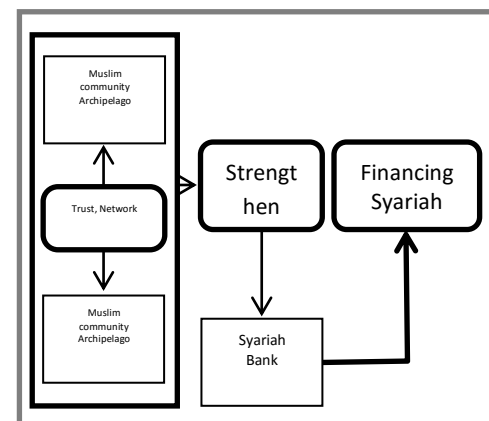 Muslim
community
Archipelago
Trust, Network
Muslim
community
Archipelago
Strengt
hen
Syariah
Bank
Financing
Syariah